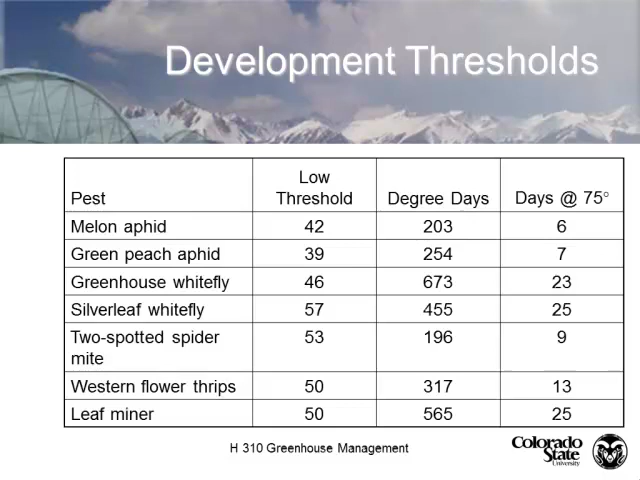 Development Thresholds
Pest	Low Threshold	Degree Days	Days @ 75°
Melon aphid	42	203	6
Green peach aphid	39	254	7
Greenhouse whitefly	46	673	23
Silverleaf whitefly	57	455	25
Two-spotted spider mite	53	196	9
Western flower thrips	50	317	13
Leaf miner	50	565	25
H 310 Greenhouse Management
Colorado
State
University